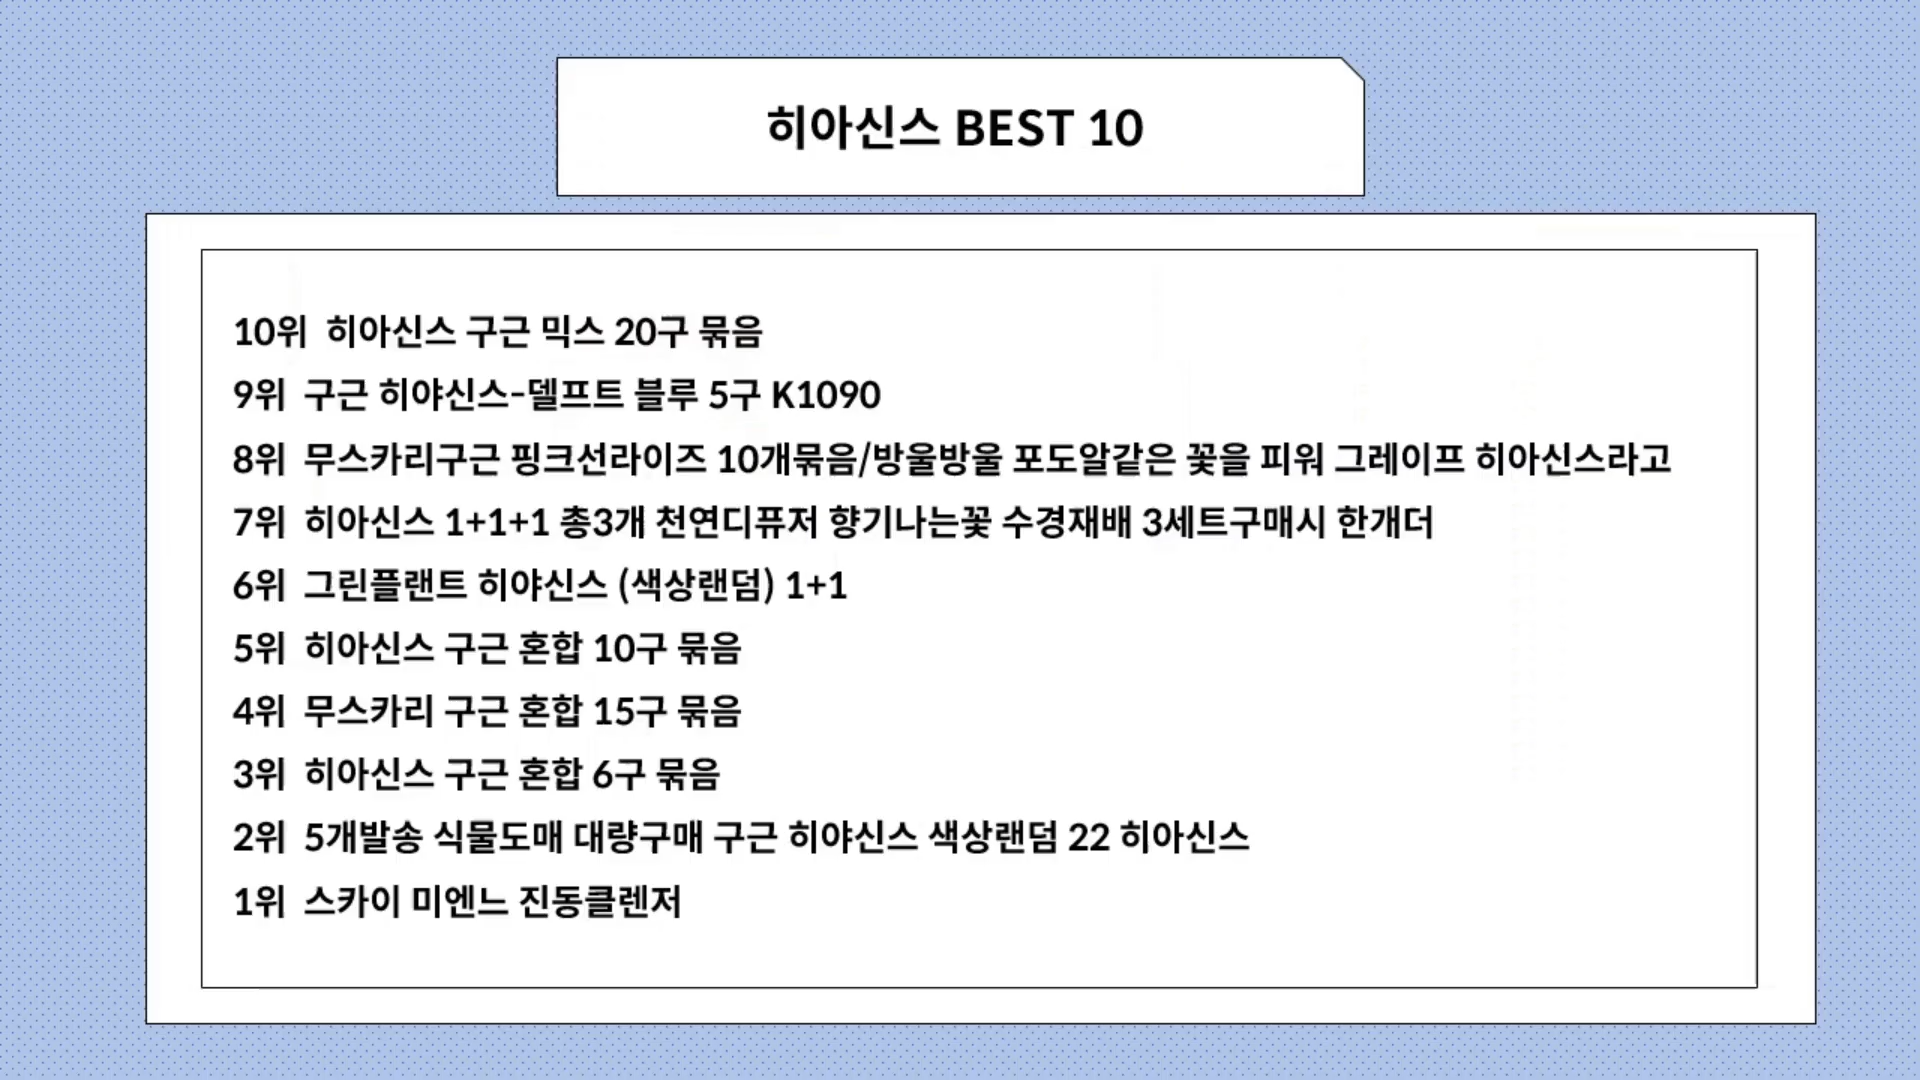 히아신스 BEST 10
10위 히아신스 구근 믹스 20구 묶음
9위 구근 히야신스-델프트 블루 5구 K1090
8위 무스카리구근 핑크선라이즈 10개묶음/방울방울 포도알같은 꽃을 피워 그레이프 히아신스라고
7위 히아신스 1+1+1 총3개 천연디퓨저 향기나는꽃 수경재배 3세트구매시 한개더
6위 그린플랜트 히야신스 (색상랜덤) 1+1
5위 히아신스 구근 혼합 10구 묶음
4위 무스카리 구근 혼합 15구 묶음
3위 히아신스 구근 혼합 6구 묶음
2위 5개발송 식물도매 대량구매 구근 히야신스 색상랜덤 22 히아신스
1위 스카이 미엔느 진동클렌저